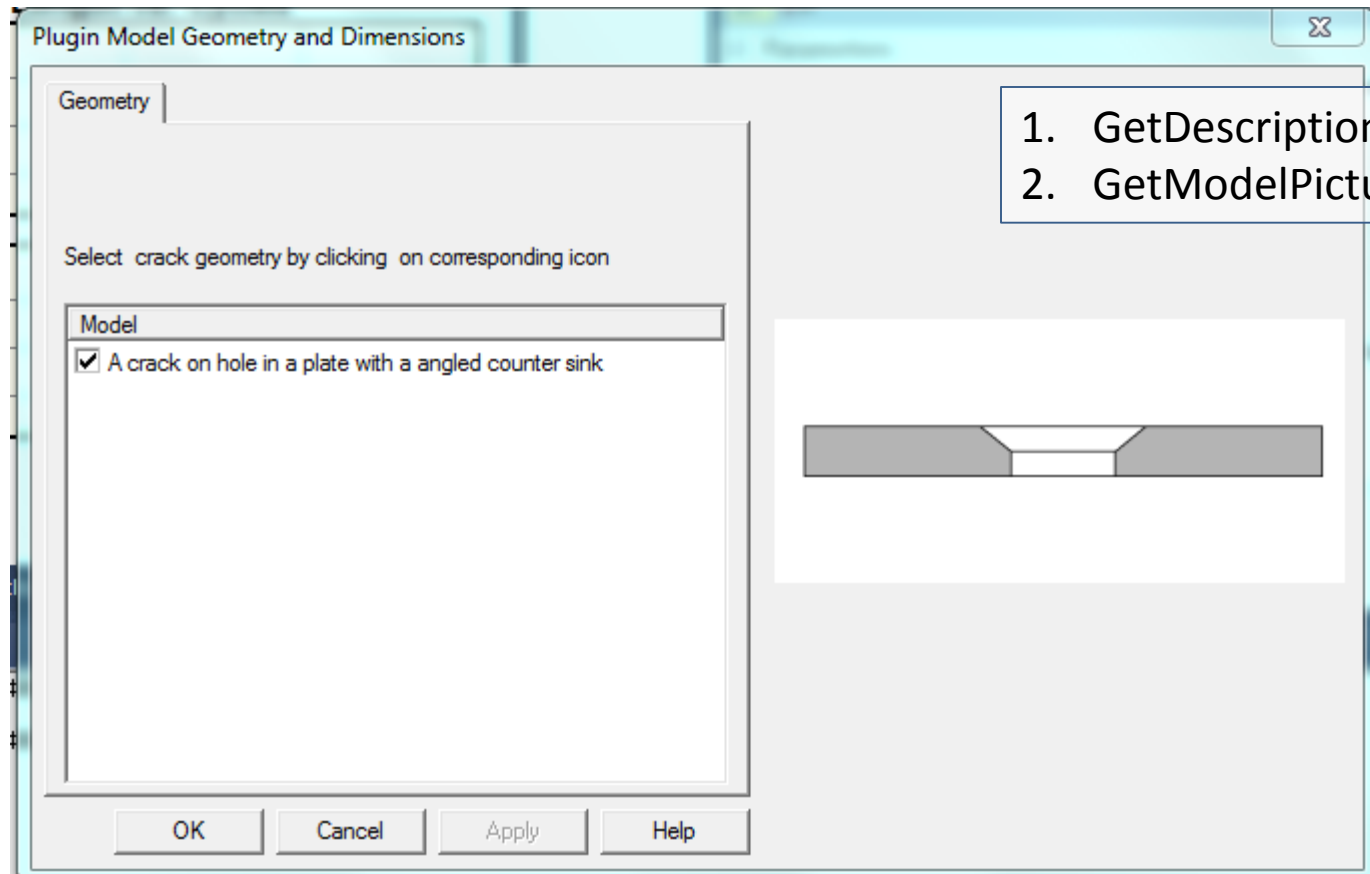 Plugin Model Geometry and Dimensions
Geometry
1. GetDescription
2. GetModelPict
Select crack geometry by clicking on corresponding icon
Model
A crack on hole in a plate with a angled counter sink
OK
Cancel
Apply
Help